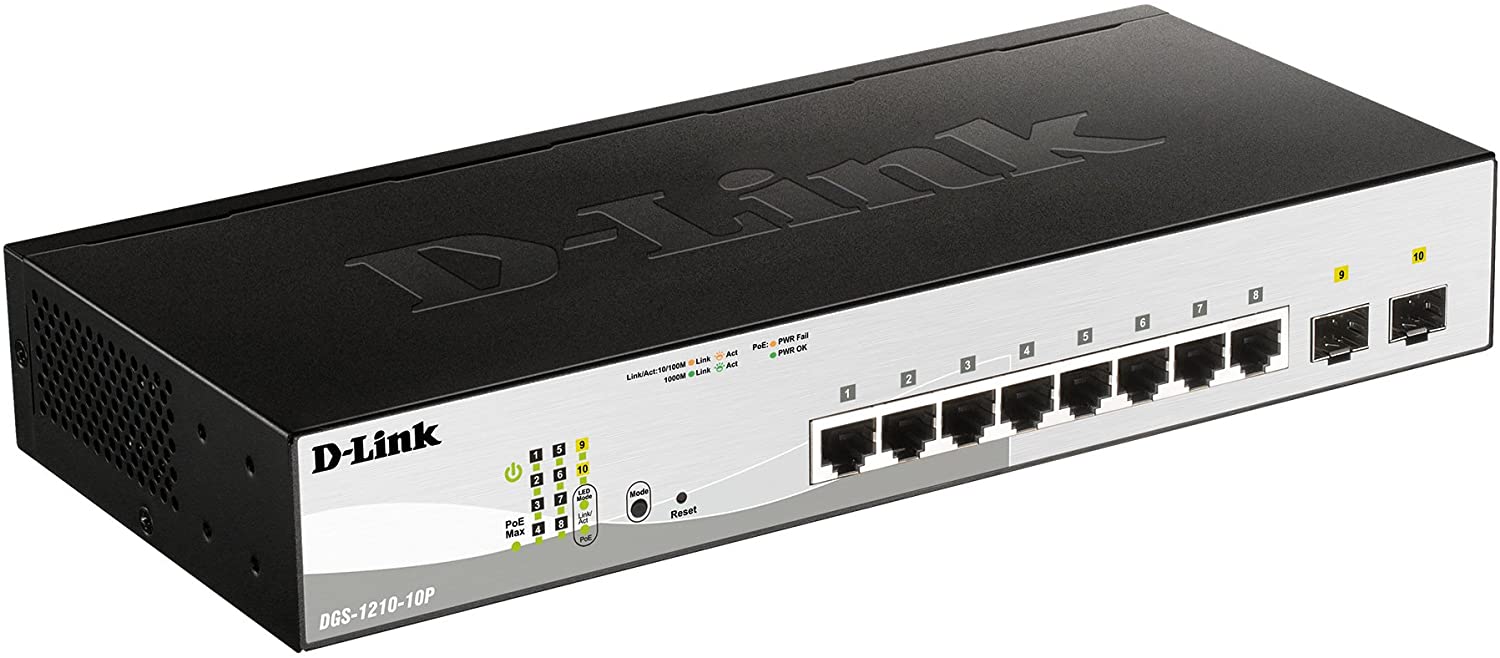 D-Link
Link/Act:10/100M Link Act
1000M Link Act
PoE: PWR Fail
PWR OK
1 2 3 4 5 6 7 8
9 10
D-Link
1 5 9
2 6 10
3 7
4 8
LED
Mode
Link/
Act
PoE
PoE
Max
Mode
Reset
DGS-1210-10P